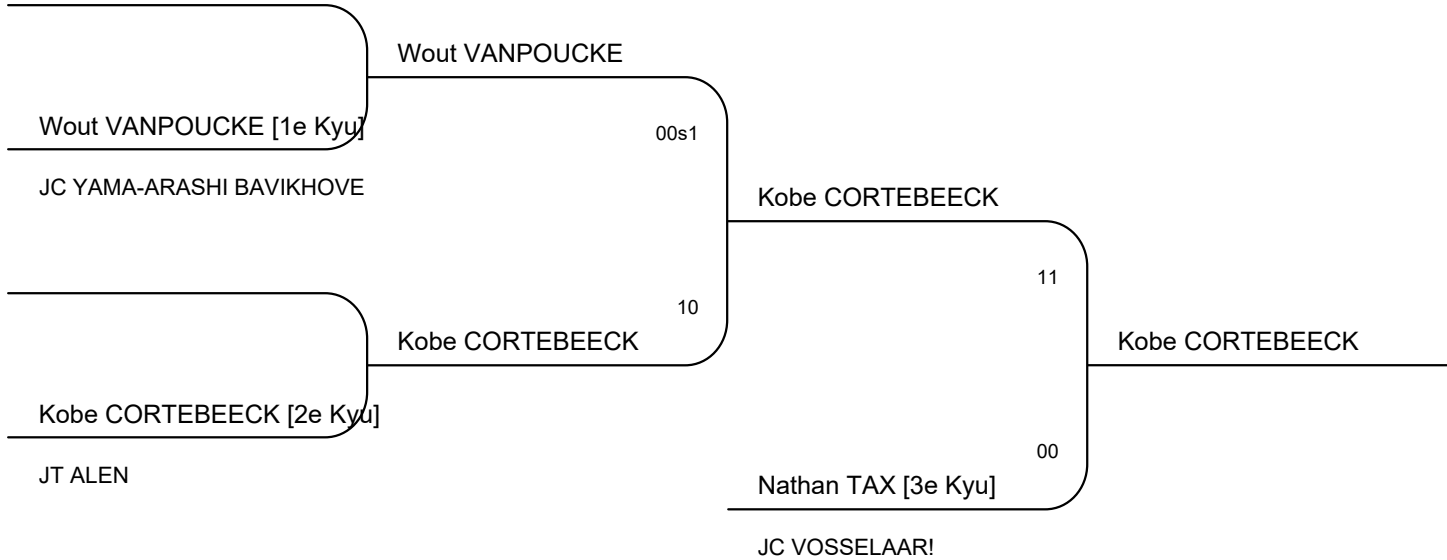 Wout VANPOUCKE
Wout VANPOUCKE [1e Kyu]
00s1
JC YAMA-ARASHI BAVIKHOVE
Kobe CORTEBEECK
11
10
Kobe CORTEBEECK
Kobe CORTEBEECK
Kobe CORTEBEECK [2e Kyu]
00
JT ALEN
Nathan TAX [3e Kyu]
JC VOSSELAAR!